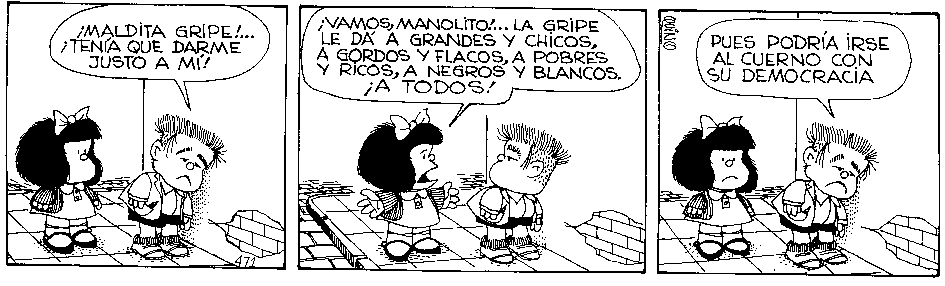 ¡MALDITA GRIPE!...
¡TENÍA QUE DARME
JUSTO A MÍ!
¡VAMOS, MANOLITO!... LA GRIPE
LE DA A GRANDES Y CHICOS,
A GORDOS Y FLACOS, A POBRES
Y RICOS, A NEGROS Y BLANCOS.
¡A TODOS!
PUES PODRÍA IRSE
AL CUERNO CON
SU DEMOCRACIA
QUINO